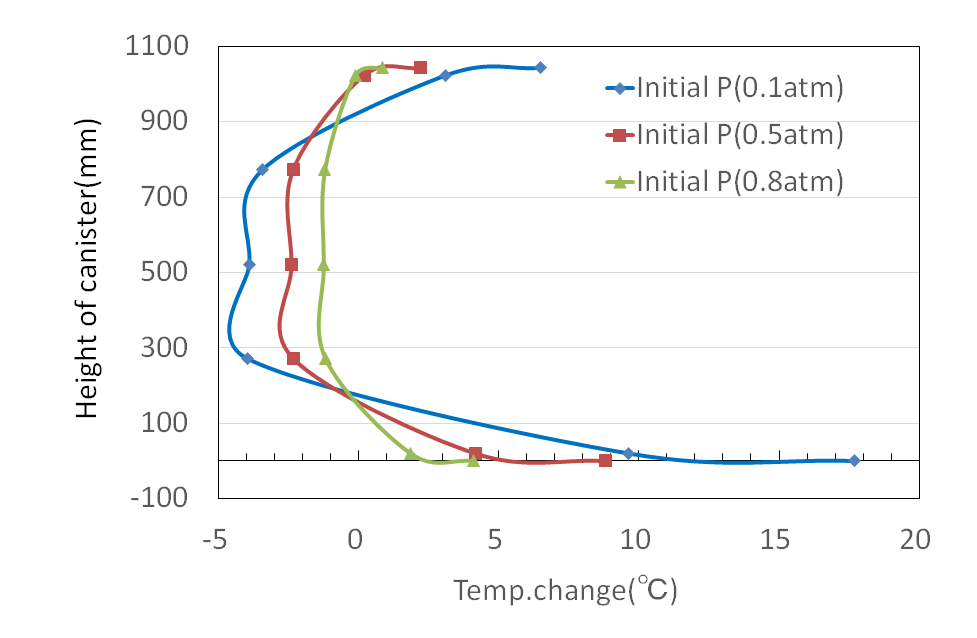 Height of canister(mm)
1100
900
700
500
300
100
-100
Initial P(0.1atm)
Initial P(0.5atm)
Initial P(0.8atm)
-5 0 5 10 15 20
Temp.change(℃)